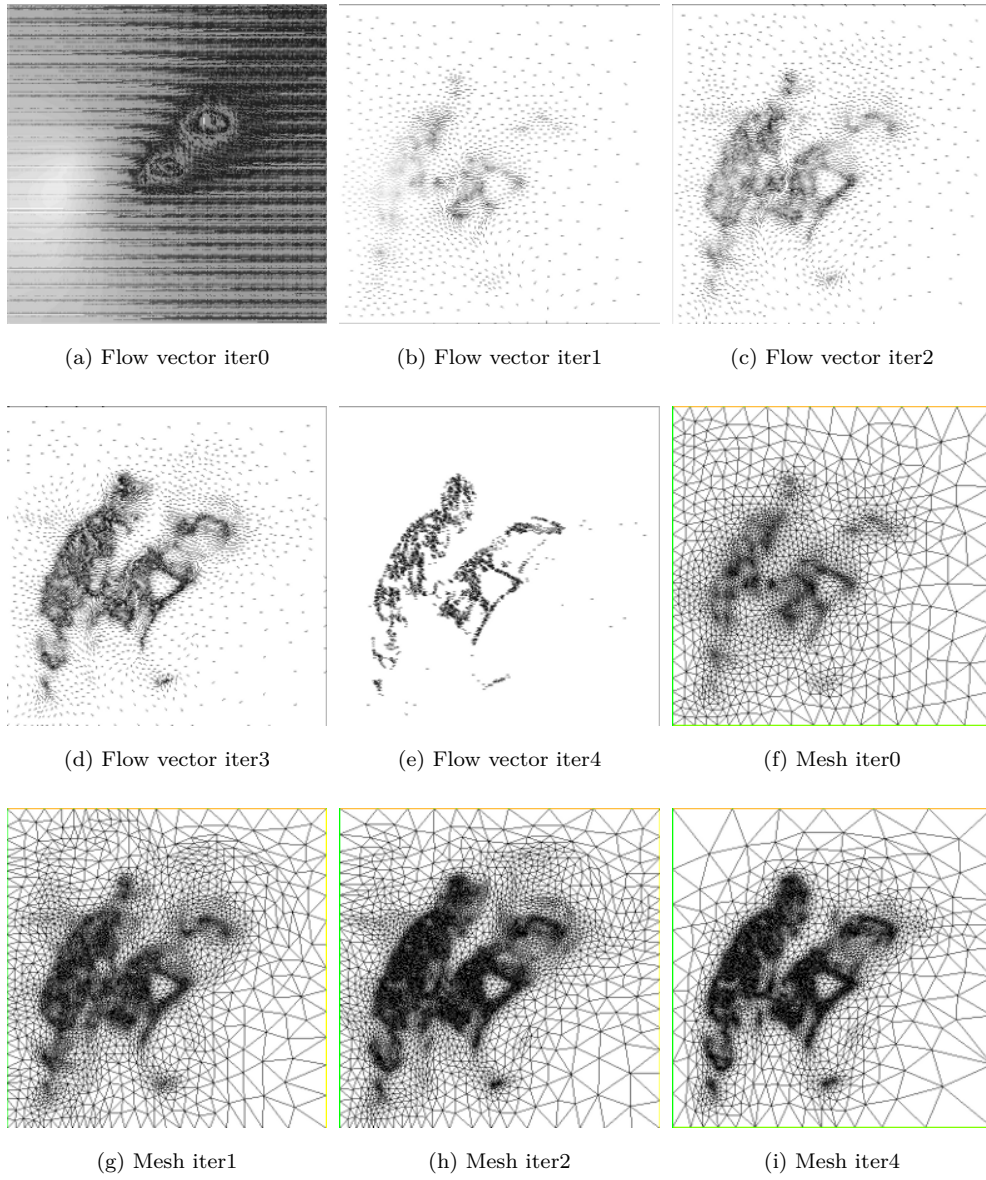 (a) Flow vector iter0
(b) Flow vector iter1
(c) Flow vector iter2
(d) Flow vector iter3
(e) Flow vector iter4
(f) Mesh iter0
(g) Mesh iter1
(h) Mesh iter2
(i) Mesh iter4